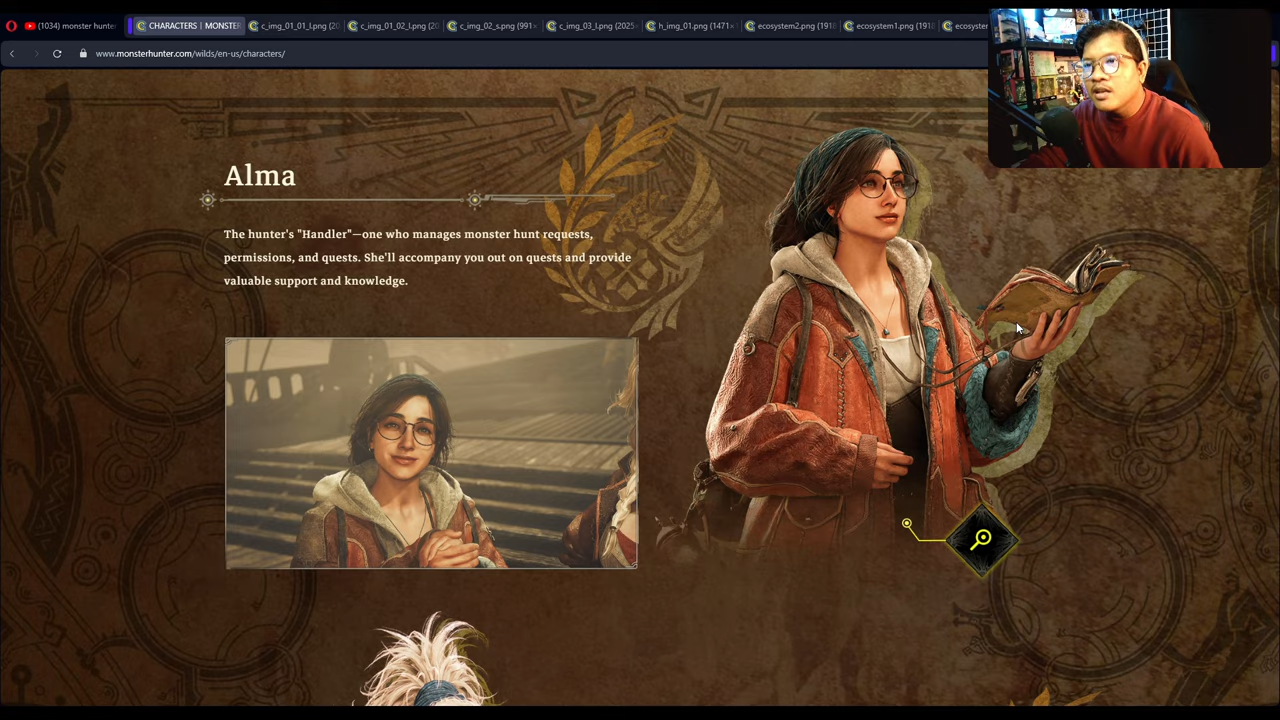 (1034) monster hunte
CHARACTERS | MONSTER
c_img_01_01_l.png (20
c_img_01_02_l.png (20
c_img_02_s.png (991×
c_img_03_l.png (2025×
h_img_01.png (1471×
ecosystem2.png (1918
ecosystem1.png (1918
ecosystem
www.monsterhunter.com/wilds/en-us/characters/
Alma
The hunter's "Handler"—one who manages monster hunt requests,
permissions, and quests. She'll accompany you out on quests and provide
valuable support and knowledge.